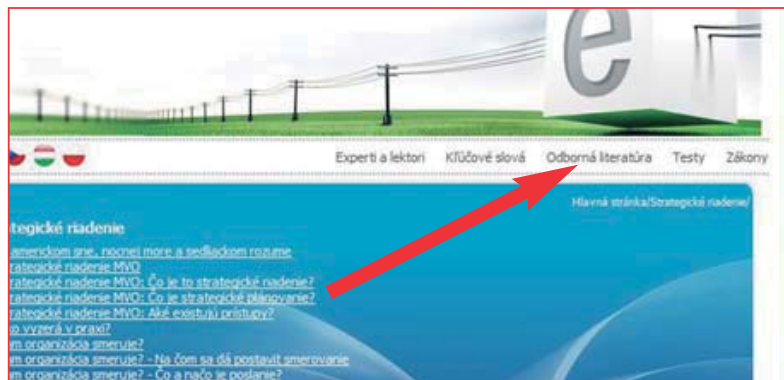 e
Experti a lektori Kľúčové slová Odborná literatúra Testy Zákony
Hlavná stránka/Strategické riadenie/
tegické riadenie
americkom sne, nocnej more a sedliackom rozume
rategické riadenie MVO
rategické riadenie MVO: Čo je to strategické riadenie?
rategické riadenie MVO: Čo je strategické plánovanie?
rategické riadenie MVO: Aké existujú prístupy?
ko vyzerá v praxi?
m organizácia smeruje?
m organizácia smeruje? - Na čom sa dá postaviť smerovanie
m organizácia smeruje? - Čo a načo je poslanie?